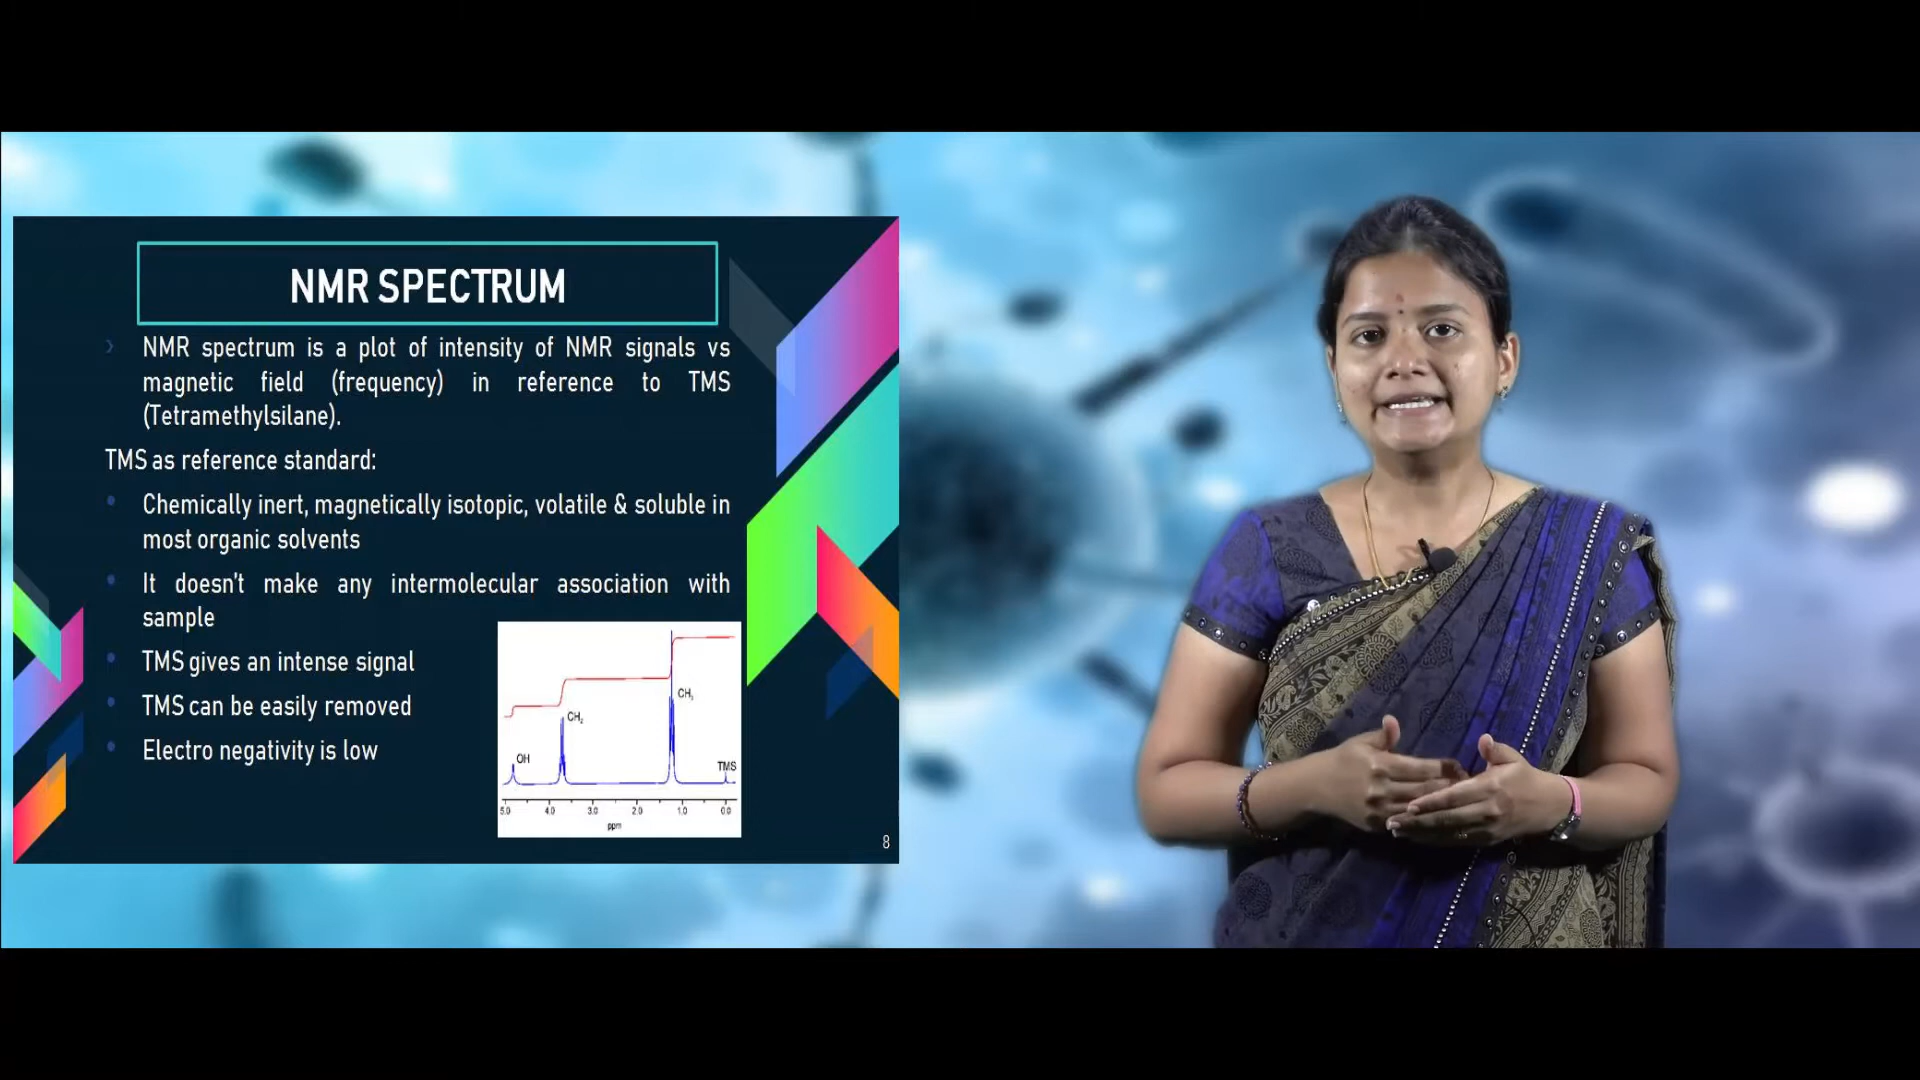 NMR SPECTRUM
NMR spectrum is a plot of intensity of NMR signals vs
magnetic field (frequency) in reference to TMS
(Tetramethylsilane).
TMS as reference standard:
Chemically inert, magnetically isotopic, volatile & soluble in
most organic solvents
It doesn't make any intermolecular association with
sample
TMS gives an intense signal
TMS can be easily removed
Electro negativity is low
CH₃
CH₂
OH
TMS
5.0 4.0 3.0 2.0 1.0 0.0
ppm
8